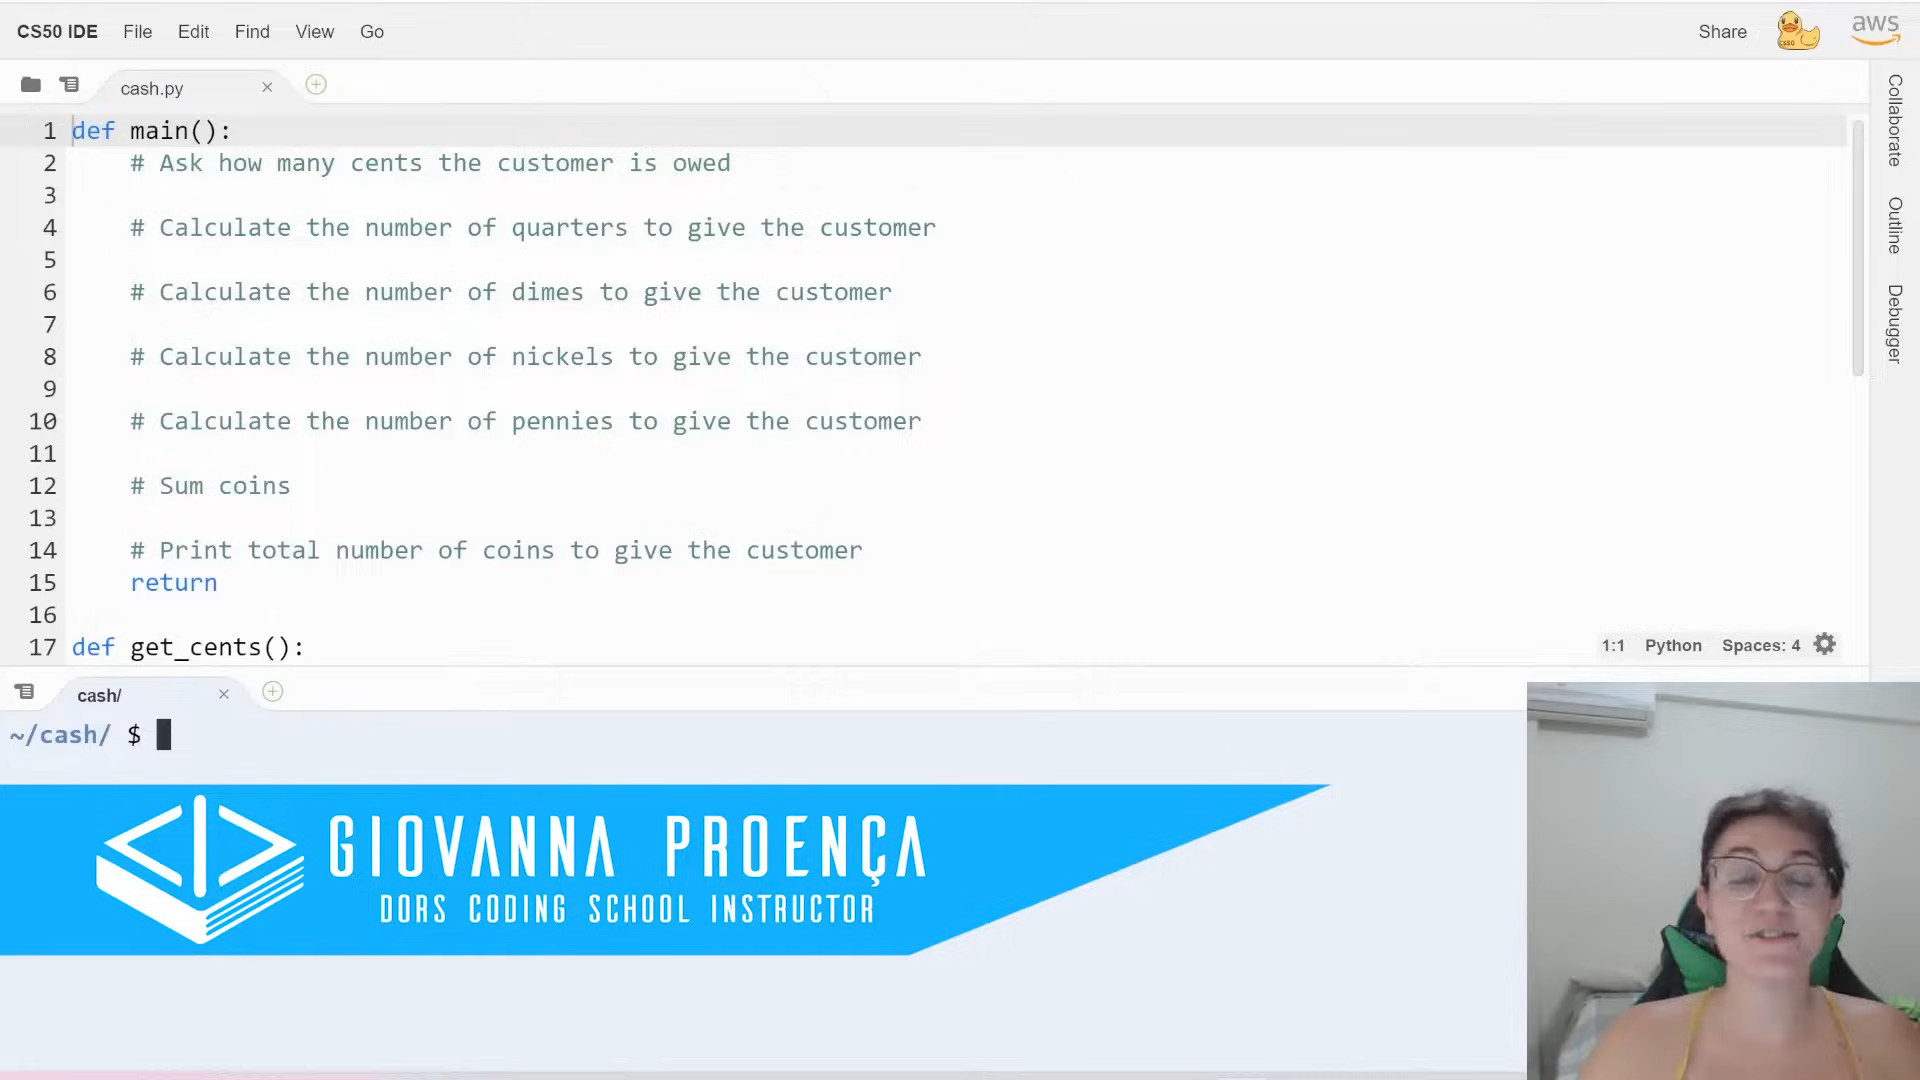 CS50 IDE File Edit Find View Go Share aws
cash.py
1 def main():
2 # Ask how many cents the customer is owed
3
4 # Calculate the number of quarters to give the customer
5
6 # Calculate the number of dimes to give the customer
7
8 # Calculate the number of nickels to give the customer
9
10 # Calculate the number of pennies to give the customer
11
12 # Sum coins
13
14 # Print total number of coins to give the customer
15 return
16
17 def get_cents():
1:1 Python Spaces: 4
Collaborate
Outline
Debugger
cash/
~/cash/ $
GIOVANNA PROENÇA
DORS CODING SCHOOL INSTRUCTOR